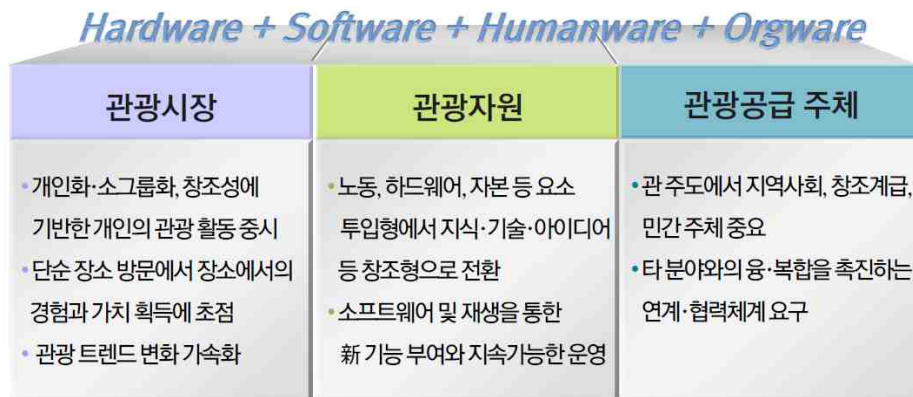 Hardware + Software + Humanware + Orgware
관광시장
• 개인화·소그룹화, 창조성에
기반한 개인의 관광 활동 중시
• 단순 장소 방문에서 장소에서의
경험과 가치 획득에 초점
• 관광 트렌드 변화 가속화
관광자원
• 노동, 하드웨어, 자본 등 요소
투입형에서 지식·기술·아이디어
등 창조형으로 전환
• 소프트웨어 및 재생을 통한
新 기능 부여와 지속가능한 운영
관광공급 주체
• 관 주도에서 지역사회, 창조계급,
민간 주체 중요
• 타 분야와의 융·복합을 촉진하는
연계·협력체계 요구